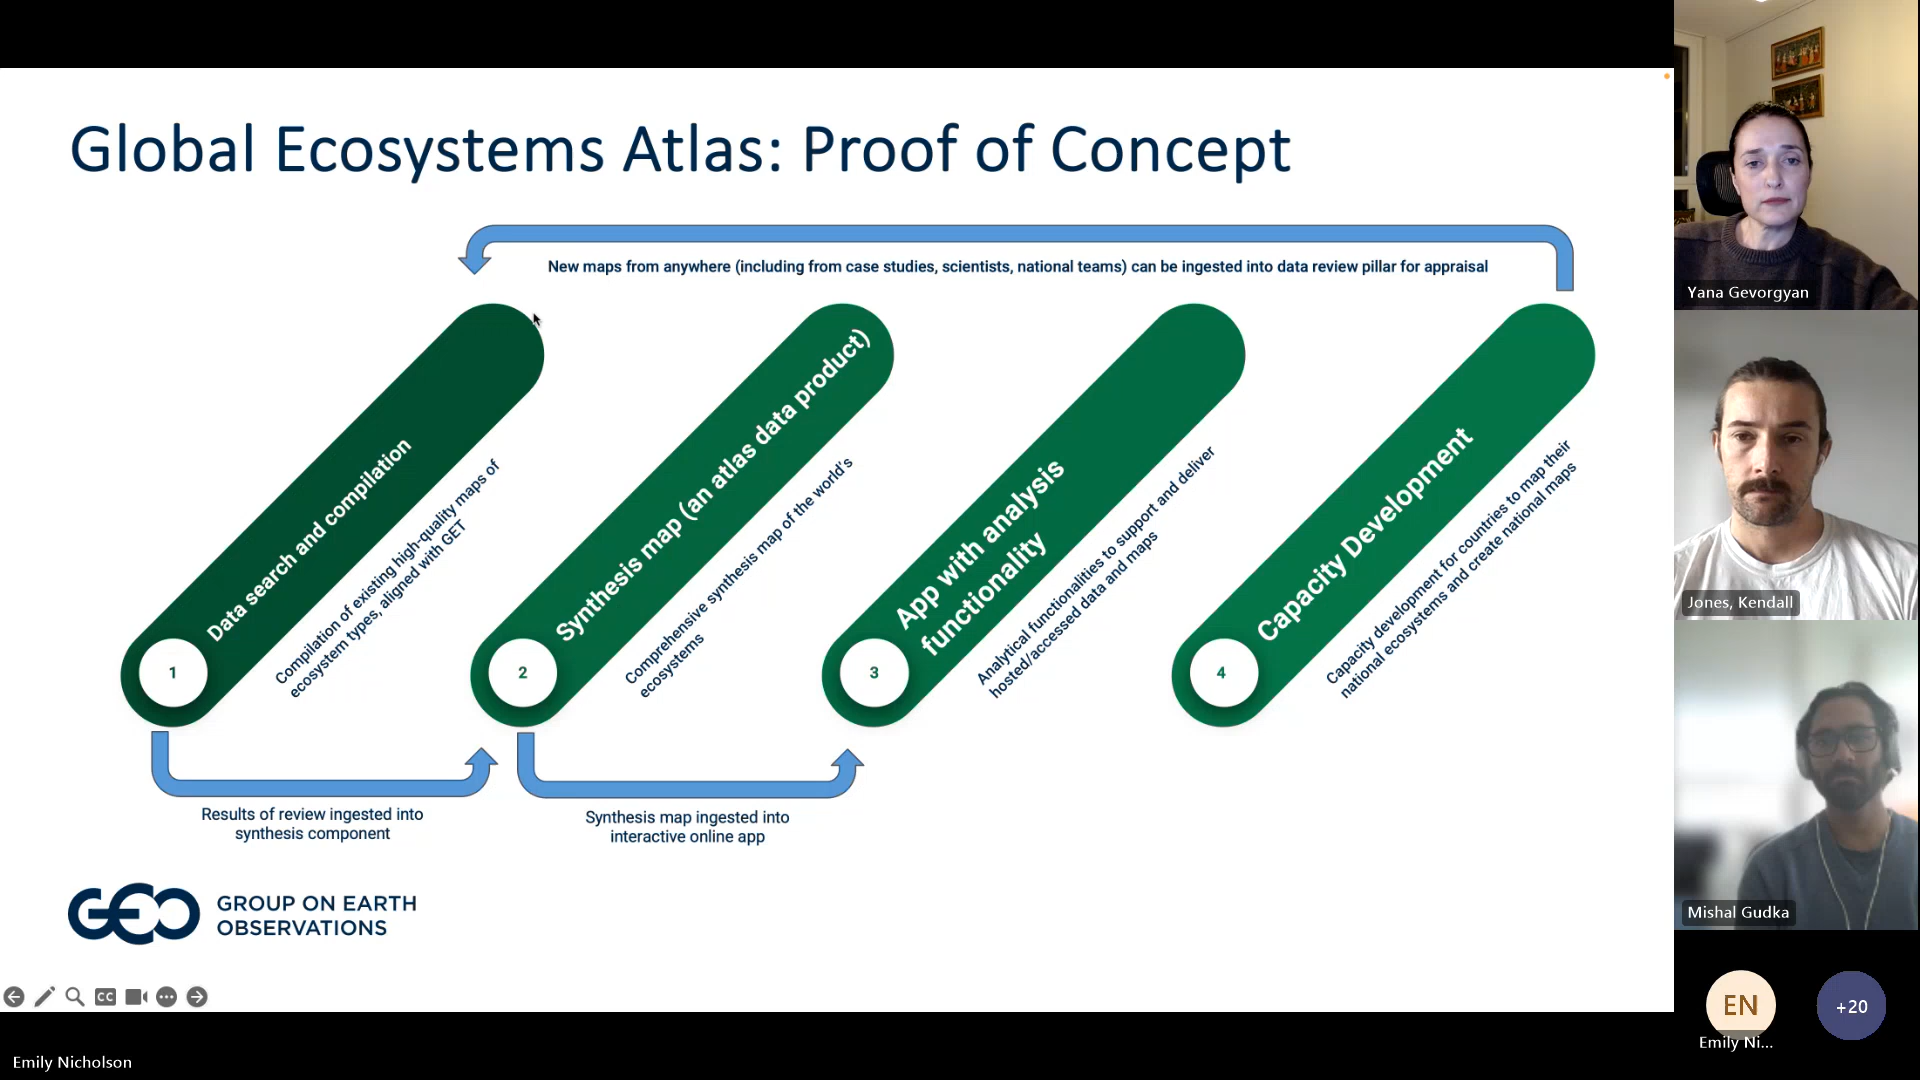 Global Ecosystems Atlas: Proof of Concept
New maps from anywhere (including from case studies, scientists, national teams) can be ingested into data review pillar for appraisal
1
Data search and compilation
Compilation of existing high-quality maps of
ecosystem types, aligned with GET
2
Synthesis map (an atlas data product)
Comprehensive synthesis map of the world's
ecosystems
3
App with analysis
functionality
Analytical functionalities to support and deliver
hosted/accessed data and maps
4
Capacity Development
Capacity development for countries to map their
national ecosystems and create national maps
Results of review ingested into
synthesis component
Synthesis map ingested into
interactive online app
GEO
GROUP ON EARTH
OBSERVATIONS
CC
Emily Nicholson
Yana Gevorgyan
Jones, Kendall
Mishal Gudka
EN
Emily Ni...
+20